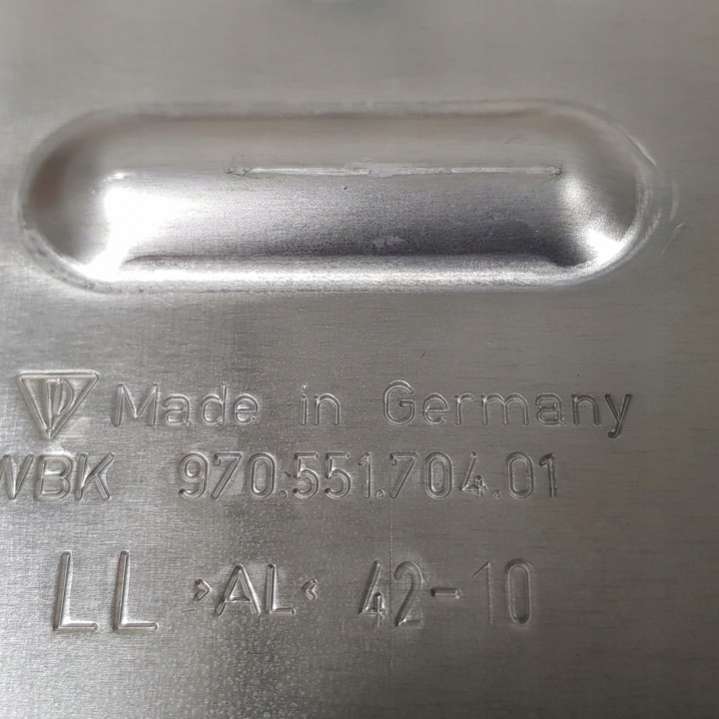 Made in Germany
WBK 970.551.704.01
LL >AL< 42-10